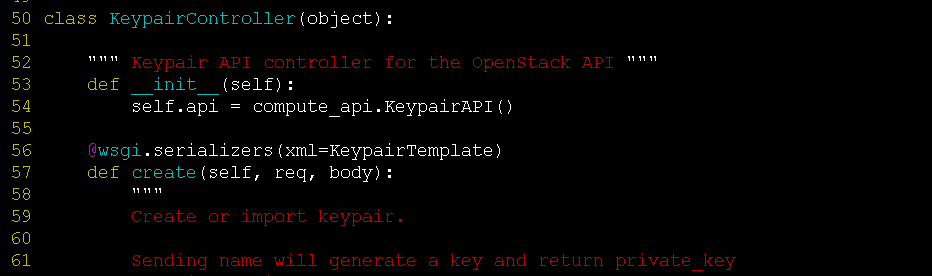 50 class KeypairController(object):
51
52     """ Keypair API controller for the OpenStack API """
53     def __init__(self):
54         self.api = compute_api.KeypairAPI()
55
56     @wsgi.serializers(xml=KeypairTemplate)
57     def create(self, req, body):
58         """
59         Create or import keypair.
60
61         Sending name will generate a key and return private_key